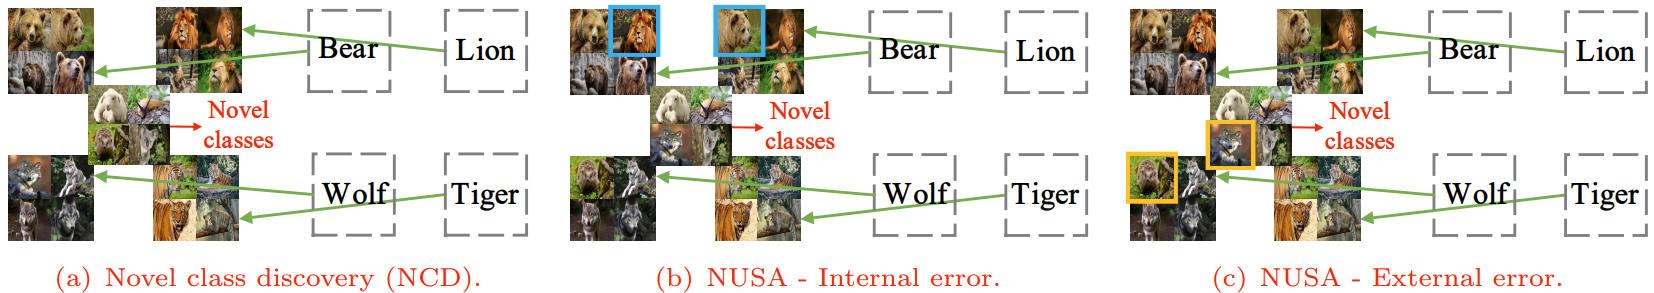 Bear
Lion
Novel
classes
Wolf
Tiger
(a) Novel class discovery (NCD).
Bear
Lion
Novel
classes
Wolf
Tiger
(b) NUSA - Internal error.
Bear
Lion
Novel
classes
Wolf
Tiger
(c) NUSA - External error.